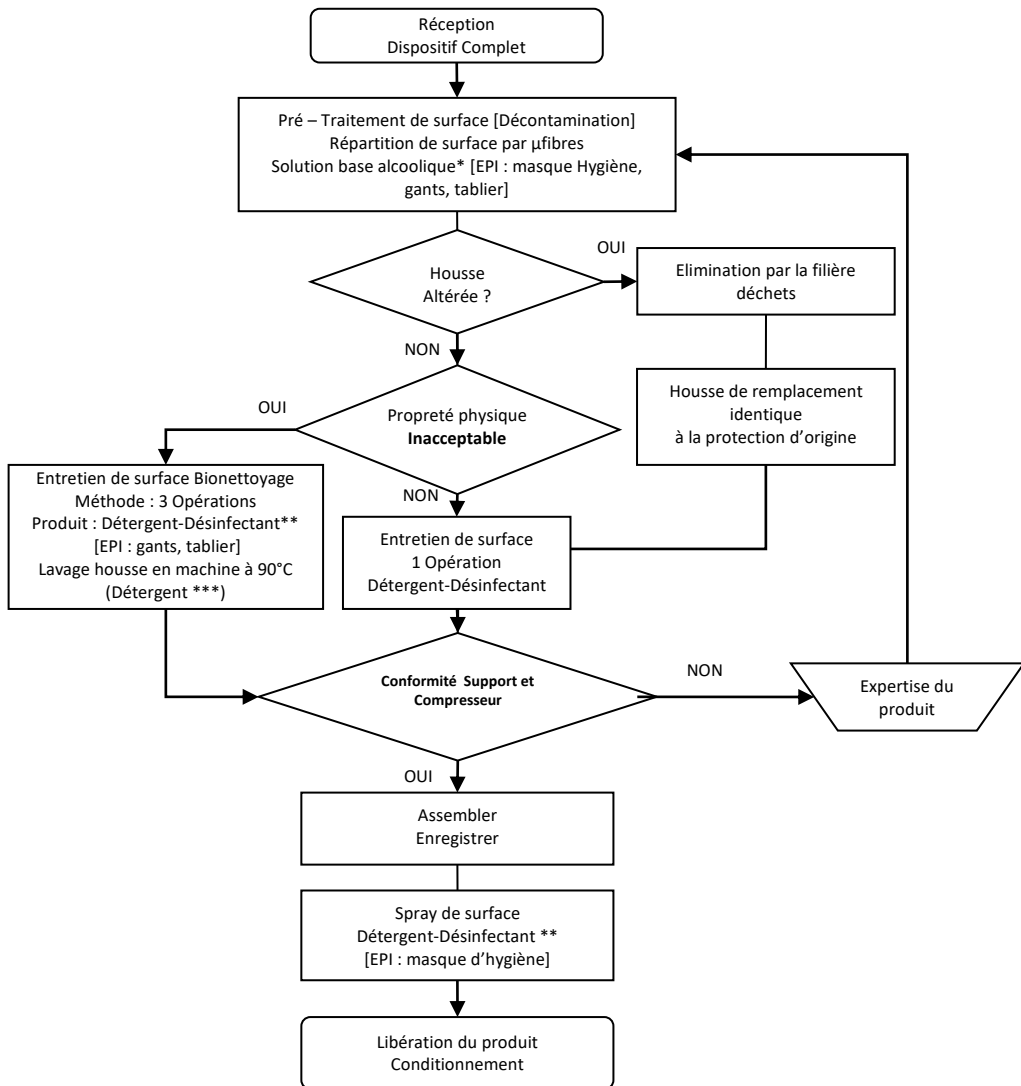 Réception
Dispositif Complet
Pré – Traitement de surface [Décontamination]
Répartition de surface par µfibres
Solution base alcoolique* [EPI : masque Hygiène,
gants, tablier]
OUI
Housse
Altérée ?
Elimination par la filière
déchets
NON
Housse de remplacement
identique
à la protection d’origine
OUI
Propreté physique
Inacceptable
Entretien de surface Bionettoyage
Méthode : 3 Opérations
Produit : Détergent-Désinfectant**
[EPI : gants, tablier]
Lavage housse en machine à 90°C
(Détergent ***)
NON
Entretien de surface
1 Opération
Détergent-Désinfectant
Conformité Support et
Compresseur
NON
Expertise du
produit
OUI
Assembler
Enregistrer
Spray de surface
Détergent-Désinfectant **
[EPI : masque d’hygiène]
Libération du produit
Conditionnement